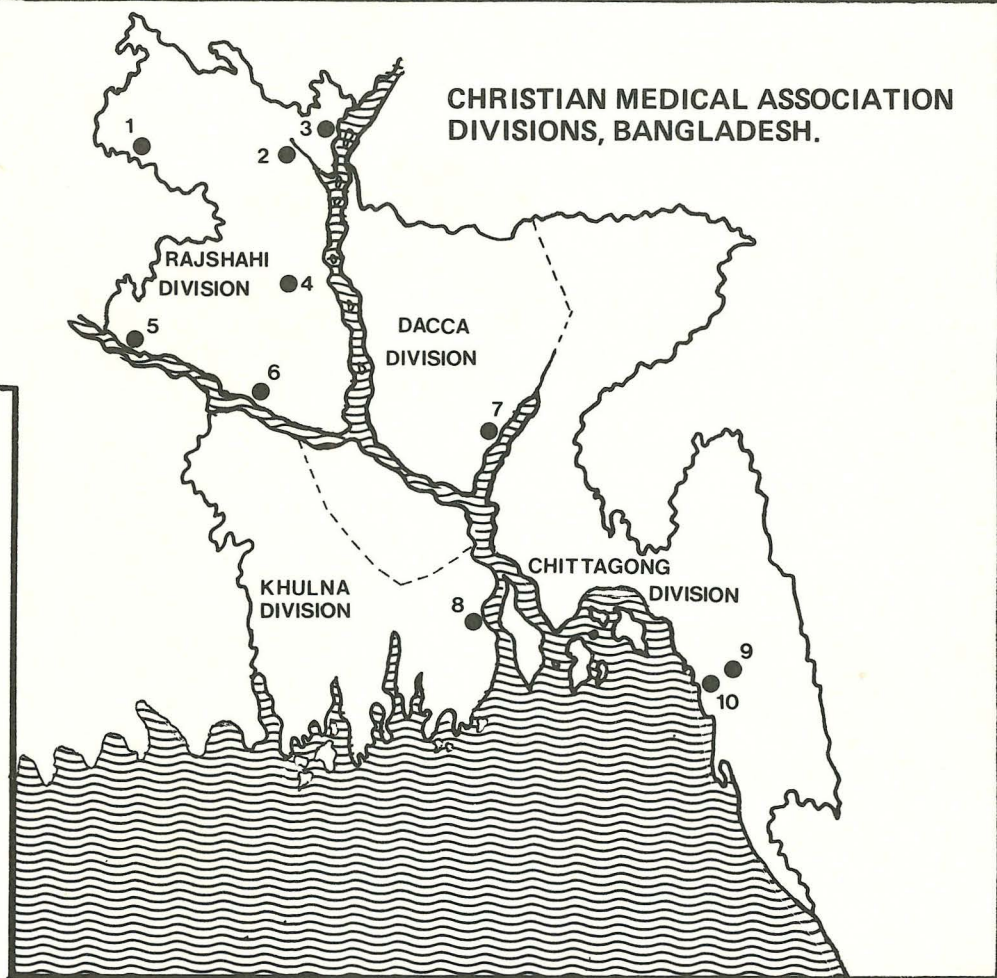 CHRISTIAN MEDICAL ASSOCIATION
DIVISIONS, BANGLADESH.
3
1
2
RAJSHAHI
DIVISION
4
5
DACCA
DIVISION
6
7
KHULNA
DIVISION
CHITTAGONG
DIVISION
8
9
10